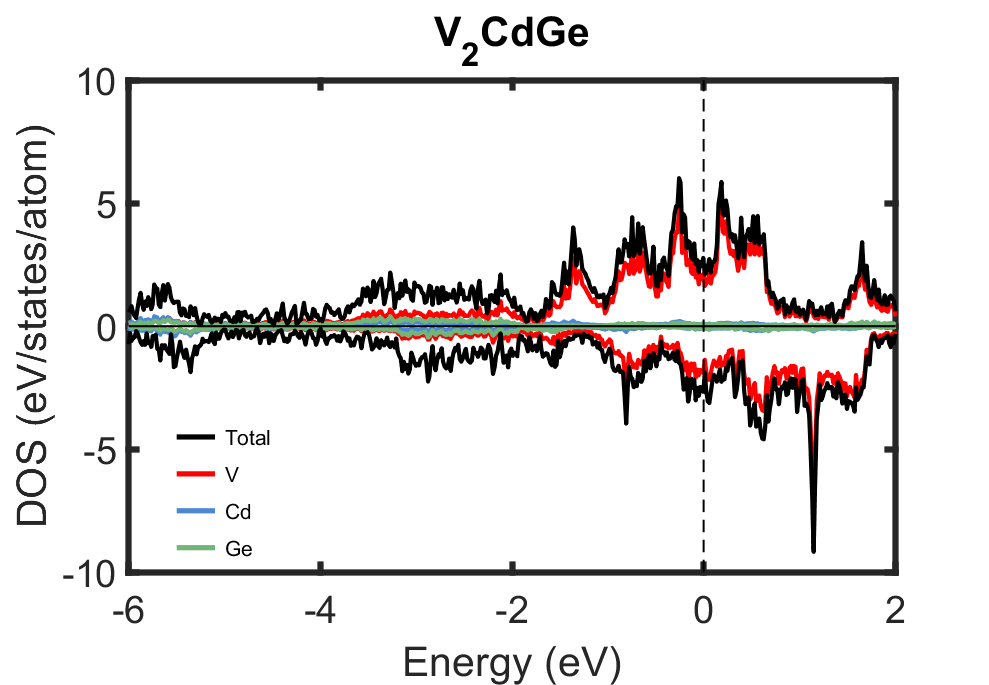 V₂CdGe
10
5
0
-5
-10
DOS (eV/states/atom)
Total
V
Cd
Ge
-6
-4
-2
0
2
Energy (eV)